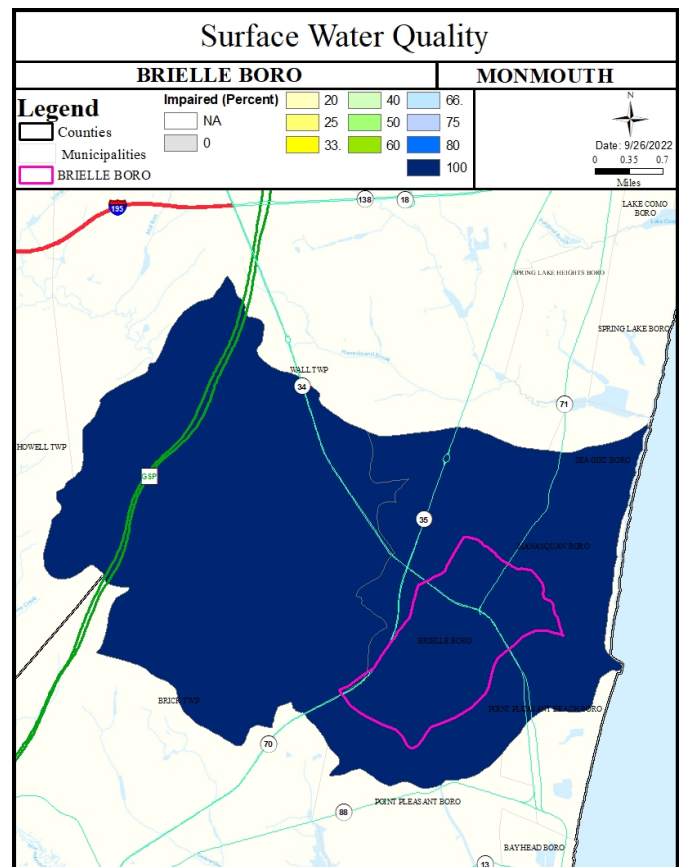 Surface Water Quality
BRIELLE BORO
MONMOUTH
Legend
Counties
Municipalities
BRIELLE BORO
Impaired (Percent)
NA
0
20
25
33.
40
50
60
66.
75
80
100
N
Date: 9/26/2022
0 0.35 0.7
Miles
195
138
18
LAKE COMO
BORO
SPRING LAKE HEIGHTS BORO
SPRING LAKE BORO
WALL TWP
34
71
HOWELL TWP
GSP
SEA GIRT BORO
35
MANASQUAN BORO
BRIELLE BORO
BRICK TWP
POINT PLEASANT BEACH BORO
70
POINT PLEASANT BORO
88
BAYHEAD BORO
13